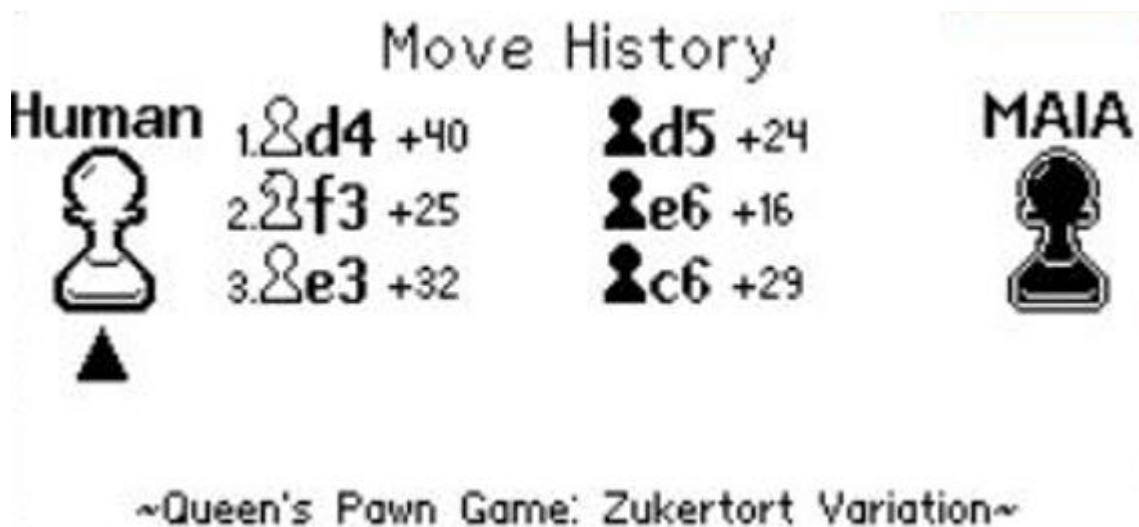 Move History
Human
MAIA
1. d4 +40 d5 +24
2. f3 +25 e6 +16
3. e3 +32 c6 +29
~Queen's Pawn Game: Zukertort Variation~